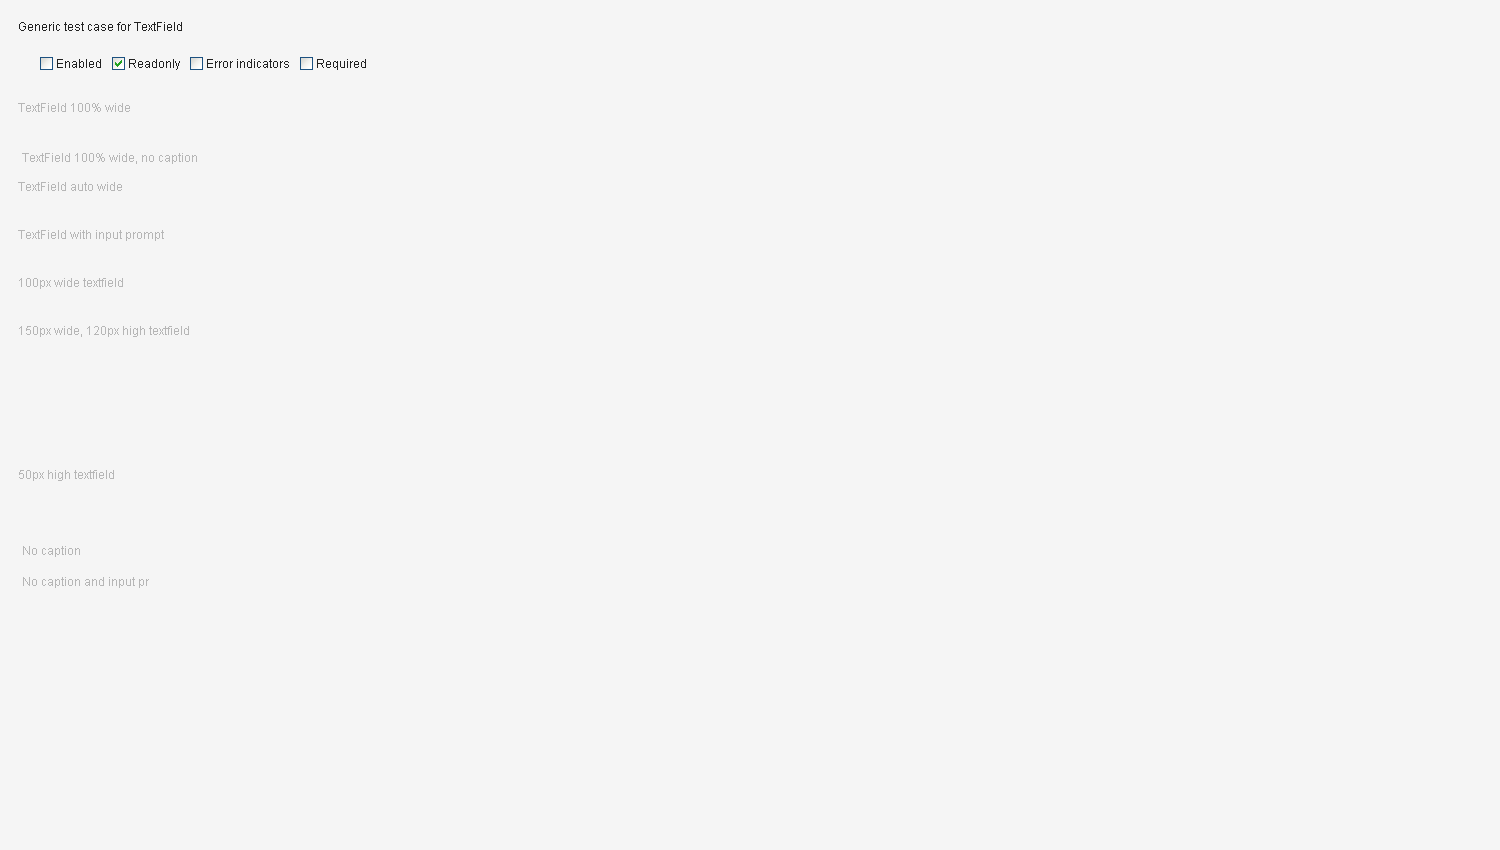 Generic test case for TextField
Enabled Readonly Error indicators Required
TextField 100% wide
TextField 100% wide, no caption
TextField auto wide
TextField with input prompt
100px wide textfield
150px wide, 120px high textfield
50px high textfield
No caption
No caption and input pr